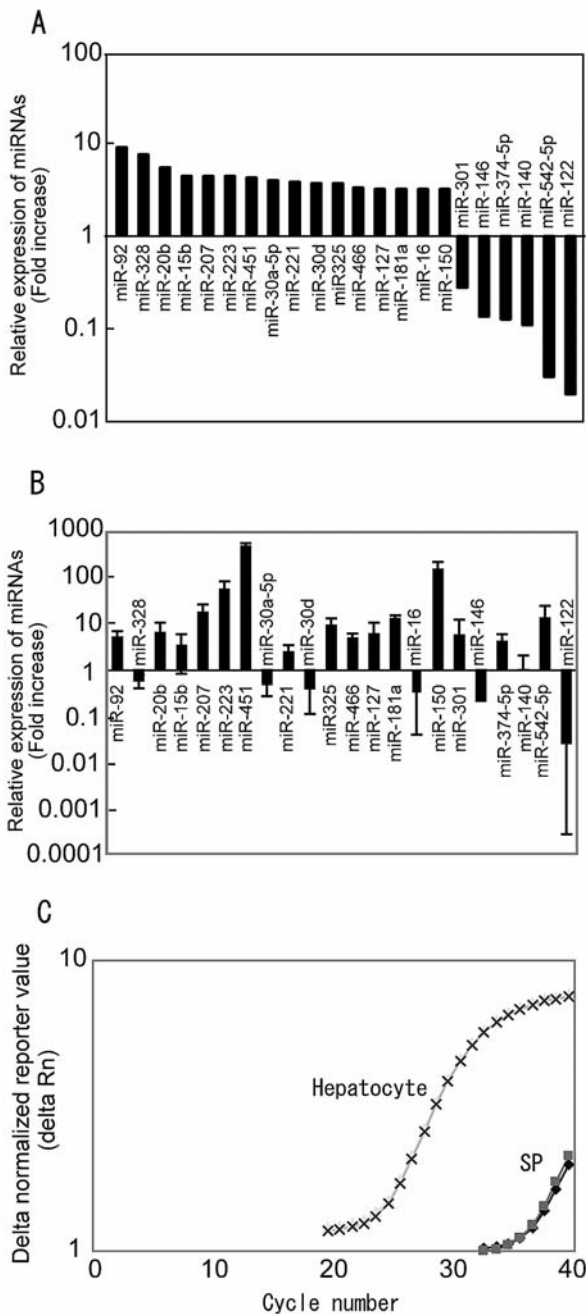 A
Relative expression of miRNAs
(Fold increase)
100
10
1
0.1
0.01
miR-92
miR-328
miR-20b
miR-15b
miR-207
miR-223
miR-451
miR-30a-5p
miR-221
miR-30d
miR325
miR-466
miR-127
miR-181a
miR-16
miR-150
miR-301
miR-146
miR-374-5p
miR-140
miR-542-5p
miR-122
B
Relative expression of miRNAs
(Fold increase)
1000
100
10
1
0.1
0.01
0.001
0.0001
miR-92
miR-328
miR-20b
miR-15b
miR-207
miR-223
miR-451
miR-30a-5p
miR-221
miR-30d
miR325
miR-466
miR-127
miR-181a
miR-16
miR-150
miR-301
miR-146
miR-374-5p
miR-140
miR-542-5p
miR-122
C
Delta normalized reporter value
(delta Rn)
10
1
Hepatocyte
SP
0 10 20 30 40
Cycle number